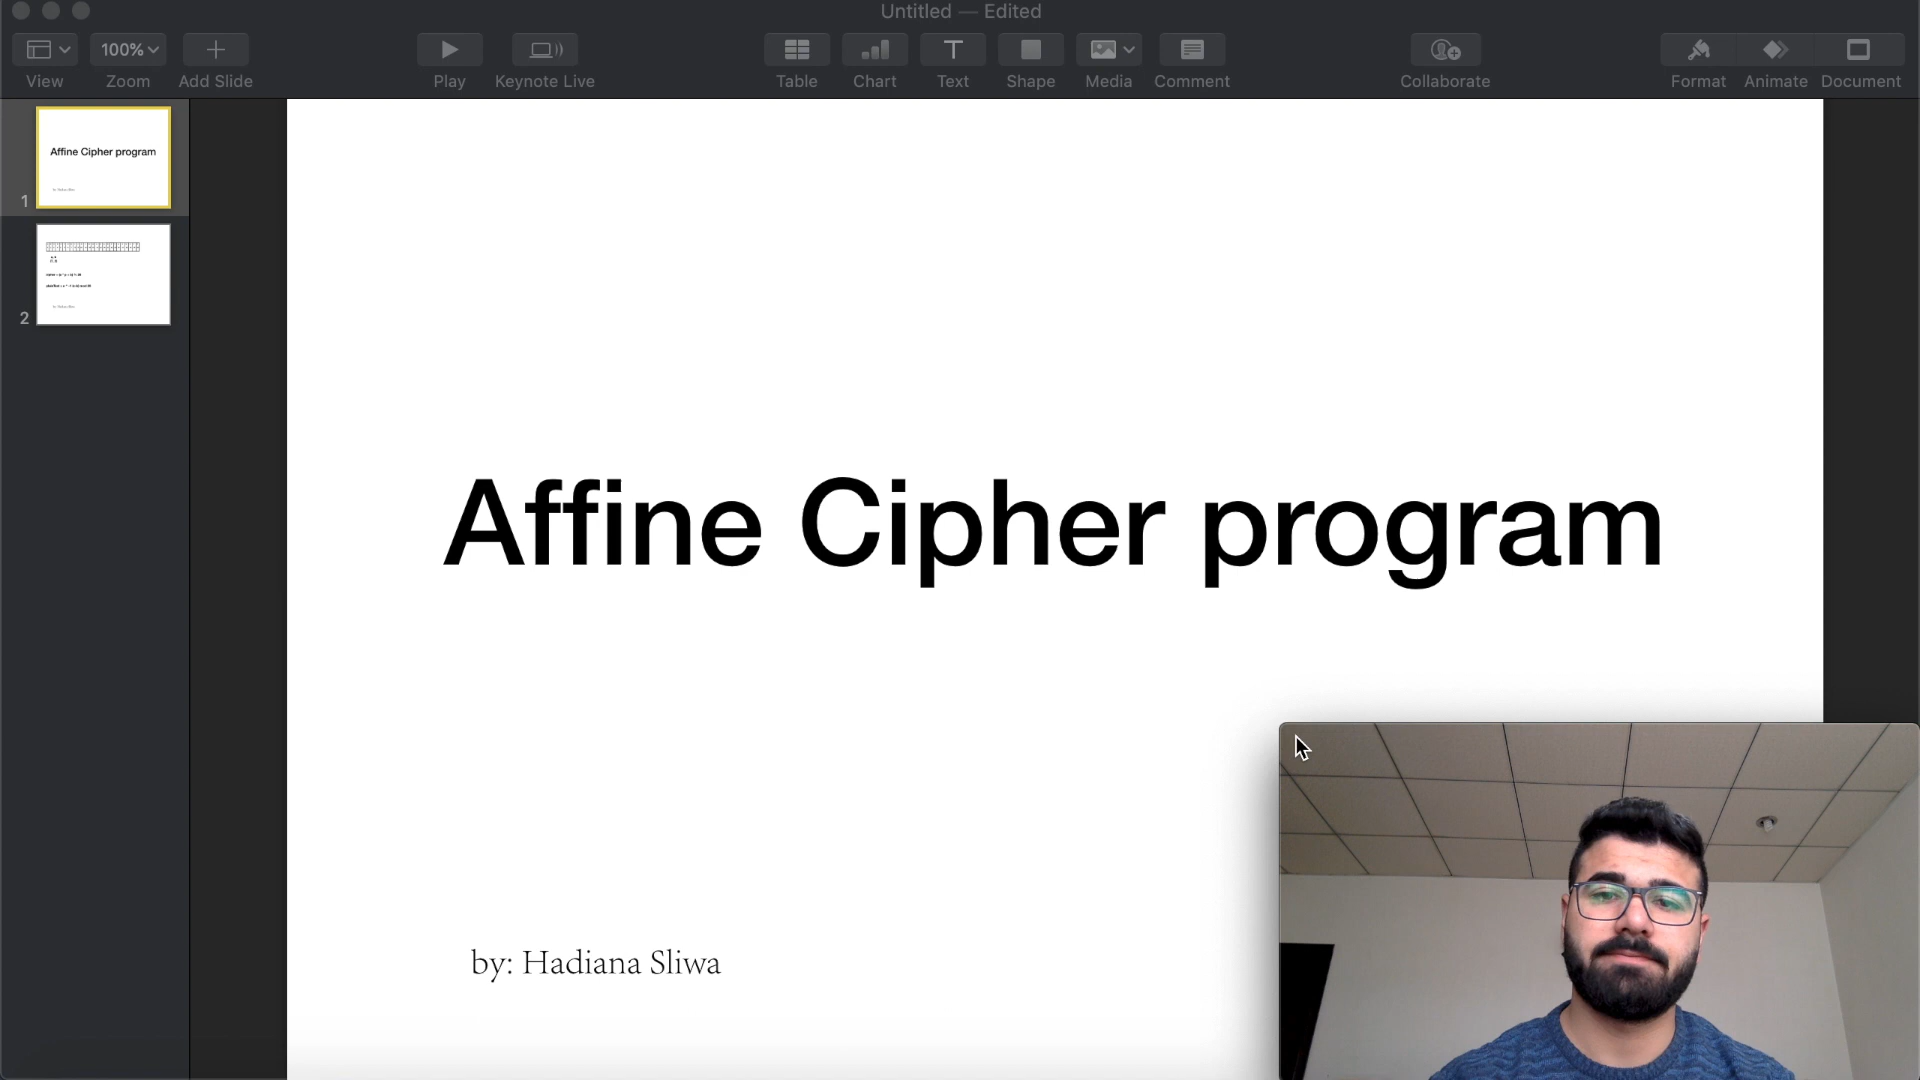 Untitled — Edited
100%
View
Zoom
Add Slide
Play
Keynote Live
Table
Chart
Text
Shape
Media
Comment
Collaborate
Format
Animate
Document
Affine Cipher program
1
2
Affine Cipher program
by: Hadiana Sliwa